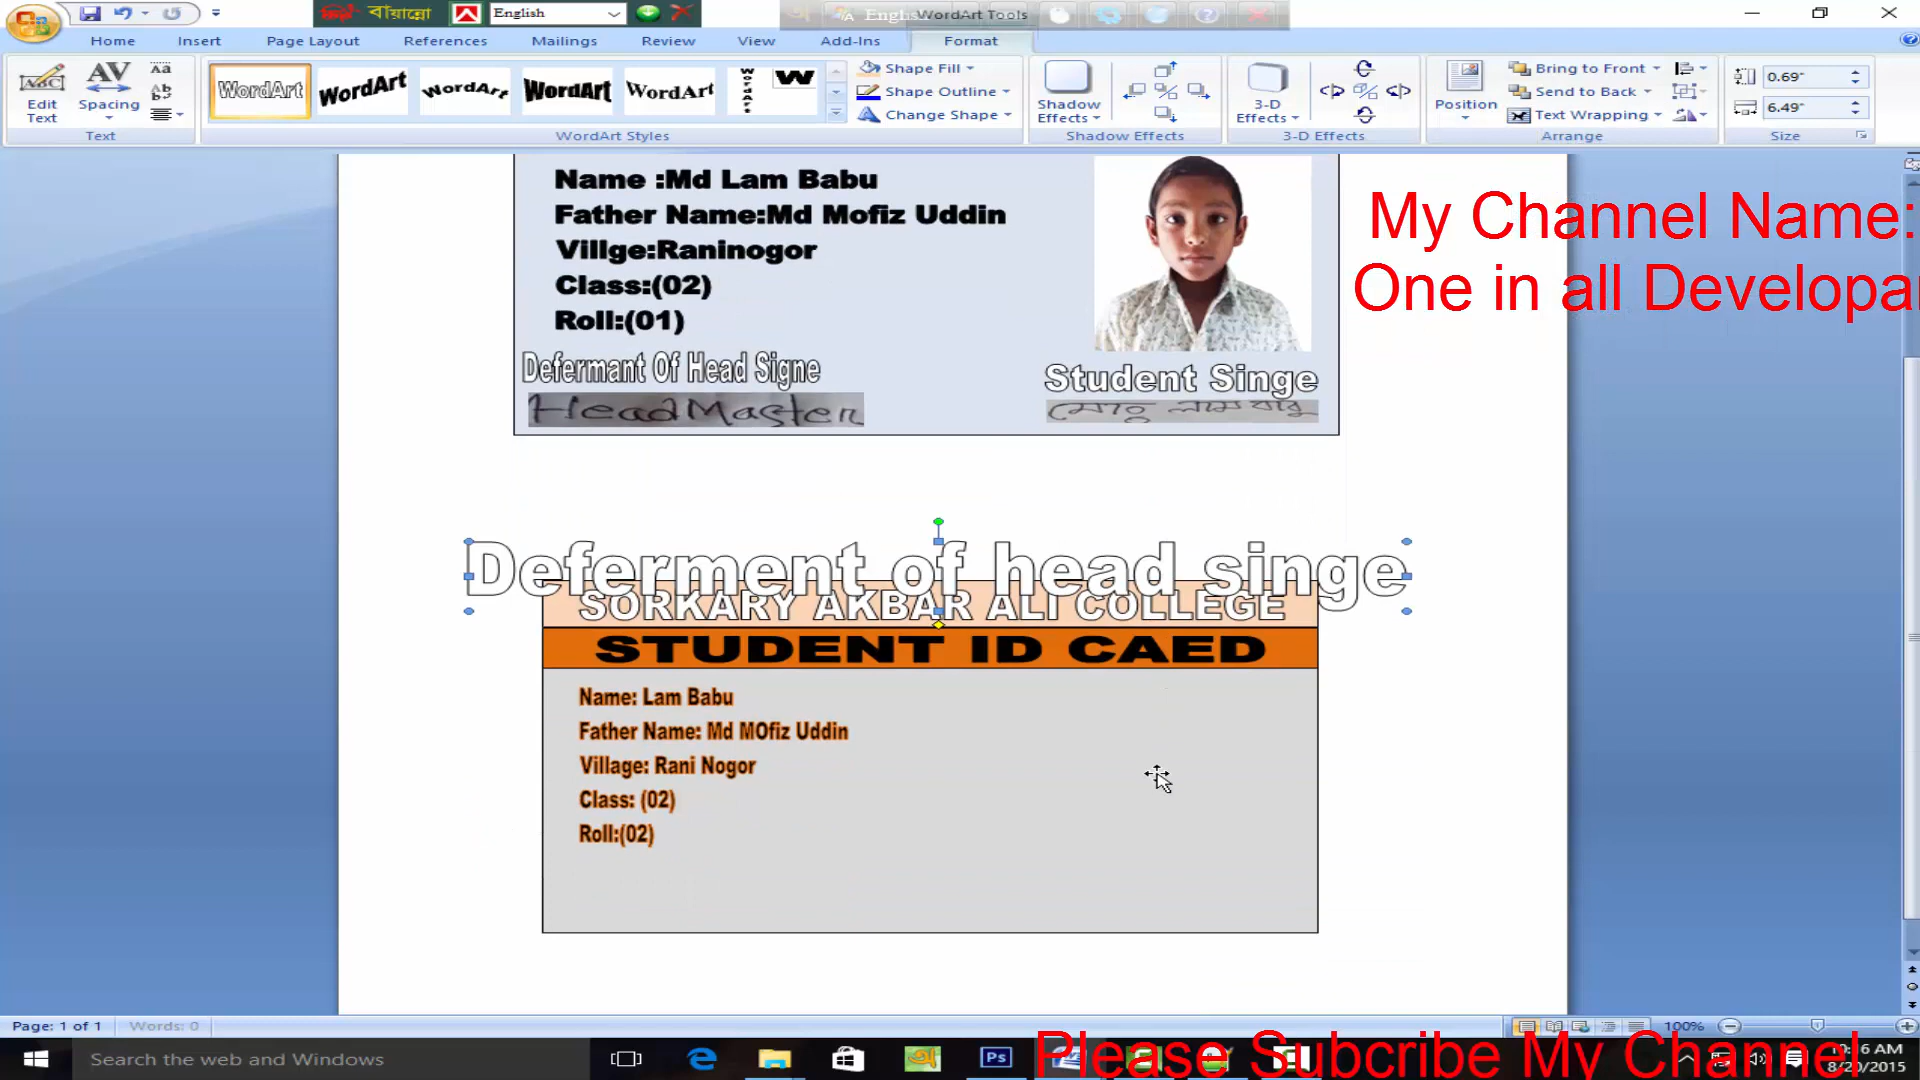 English
English
WordArt Tools
Home
Insert
Page Layout
References
Mailings
Review
View
Add-Ins
Format
Edit Text
Spacing
Text
WordArt
WordArt
WordArt
WordArt
WordArt
WordArt
W
WordArt Styles
Shape Fill
Shape Outline
Change Shape
Shadow Effects
Shadow Effects
3-D Effects
3-D Effects
Position
Bring to Front
Send to Back
Text Wrapping
Arrange
0.69"
6.49"
Size
Name :Md Lam Babu
Father Name:Md Mofiz Uddin
Villge:Raninogor
Class:(02)
Roll:(01)
Defermant Of Head Signe
Student Singe
HeadMaster
My Channel Name:
One in all Developa
Deferment of head singe
SORKARY AKBAR ALI COLLEGE
STUDENT ID CAED
Name: Lam Babu
Father Name: Md MOfiz Uddin
Village: Rani Nogor
Class: (02)
Roll:(02)
Page: 1 of 1
Words: 0
100%
Please Subcribe My Channel
Search the web and Windows
Ps
8/20/2015